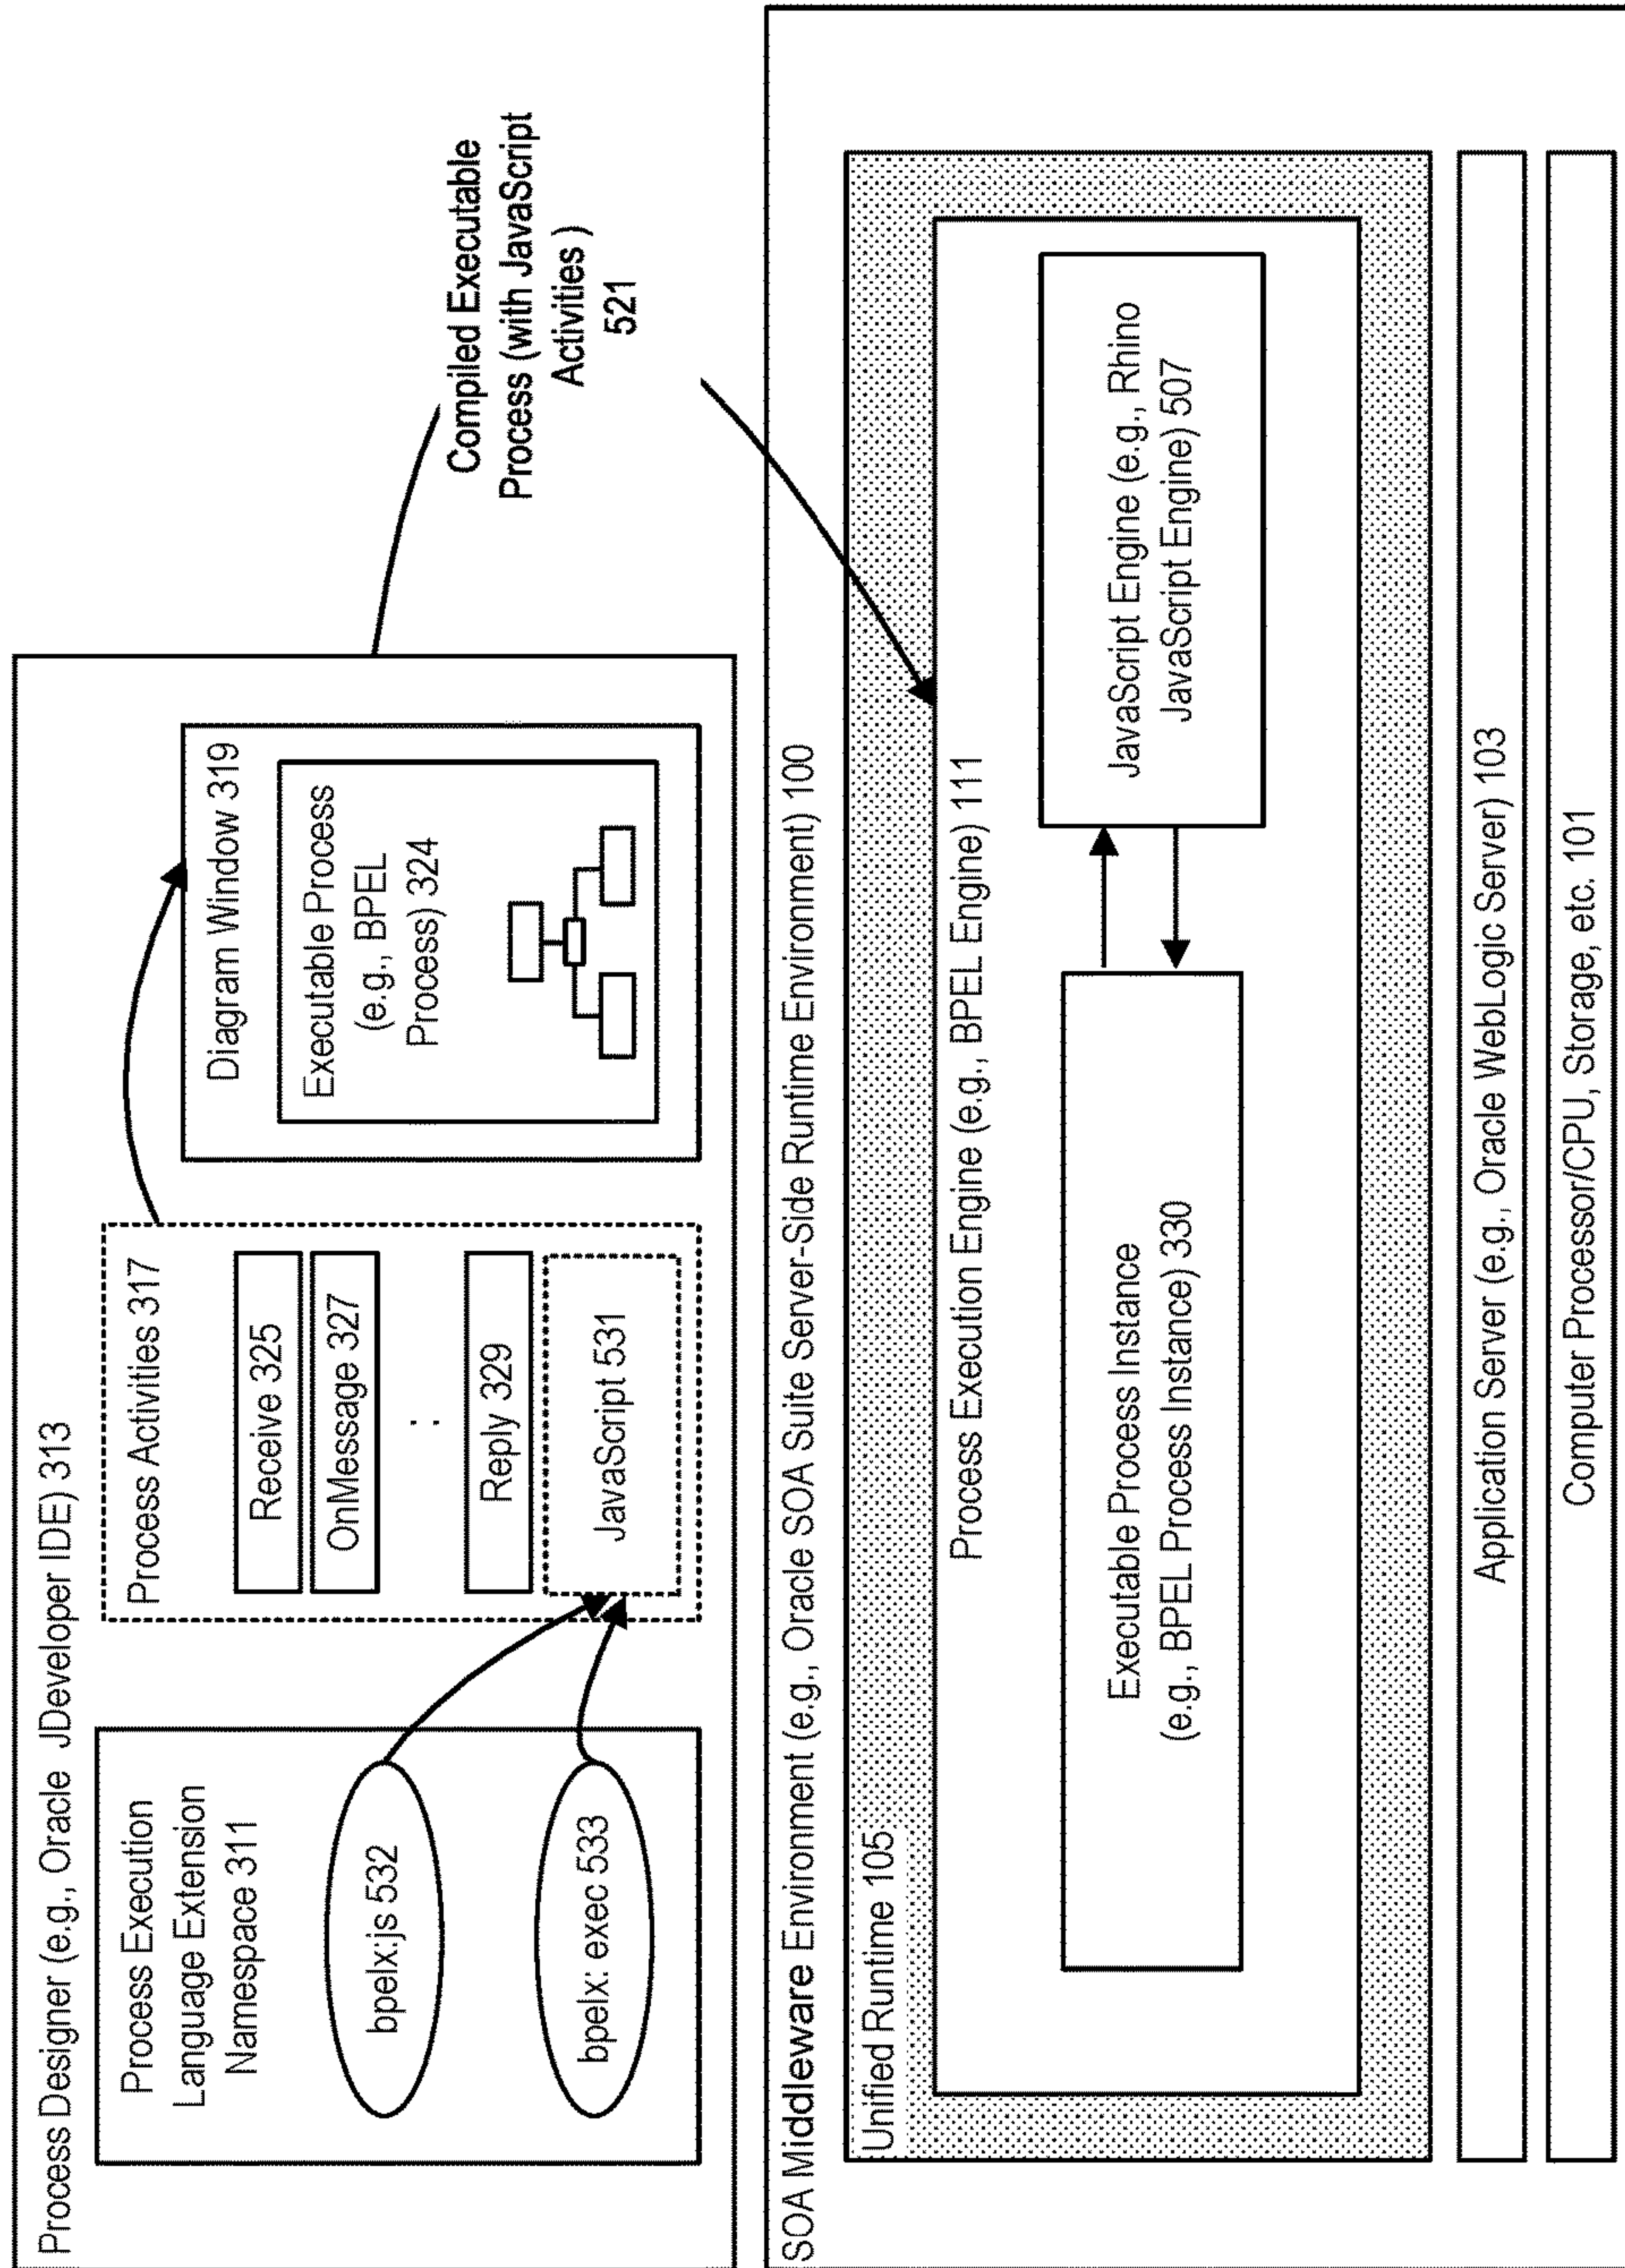 Process Designer (e.g., Oracle JDeveloper IDE) 313
Process Execution
Language Extension
Namespace 311
bpelx:js 532
bpelx: exec 533
Process Activities 317
Receive 325
OnMessage 327
:
Reply 329
JavaScript 531
Diagram Window 319
Executable Process
(e.g., BPEL
Process) 324
Compiled Executable
Process (with JavaScript
Activities )
521
SOA Middleware Environment (e.g., Oracle SOA Suite Server-Side Runtime Environment) 100
Unified Runtime 105
Process Execution Engine (e.g., BPEL Engine) 111
Executable Process Instance
(e.g., BPEL Process Instance) 330
JavaScript Engine (e.g., Rhino
JavaScript Engine) 507
Application Server (e.g., Oracle WebLogic Server) 103
Computer Processor/CPU, Storage, etc. 101